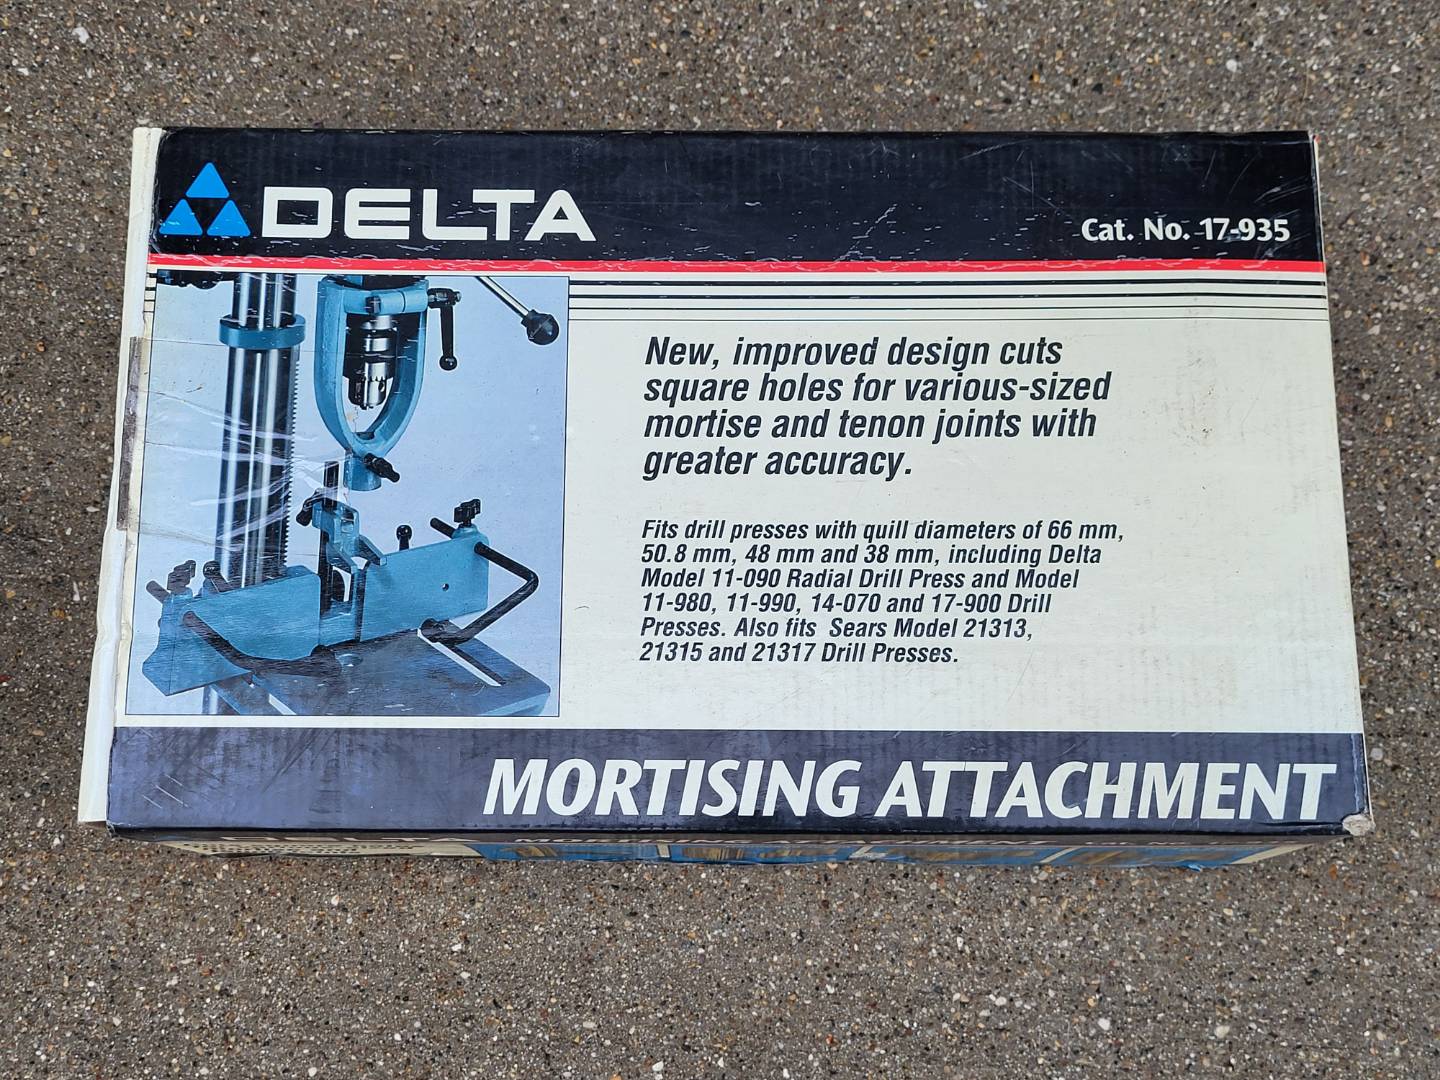 DELTA
Cat. No. 17-935
New, improved design cuts
square holes for various-sized
mortise and tenon joints with
greater accuracy.
Fits drill presses with quill diameters of 66 mm,
50.8 mm, 48 mm and 38 mm, including Delta
Model 11-090 Radial Drill Press and Model
11-980, 11-990, 14-070 and 17-900 Drill
Presses. Also fits Sears Model 21313,
21315 and 21317 Drill Presses.
MORTISING ATTACHMENT
DELTA MORTISING ATTACHMENT